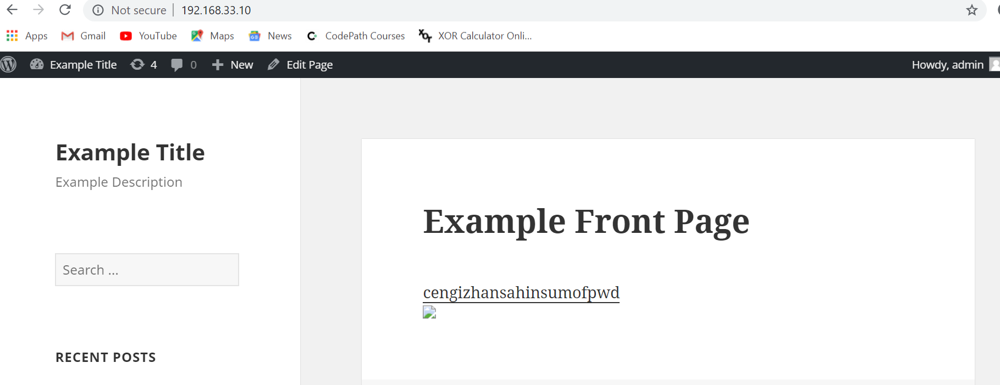 Not secure | 192.168.33.10
Apps Gmail YouTube Maps News CodePath Courses XOR XOR Calculator Onli...
Example Title 4 0 New Edit Page Howdy, admin
Example Title
Example Description
Search ...
RECENT POSTS
Example Front Page
cengizhansahinsumofpwd